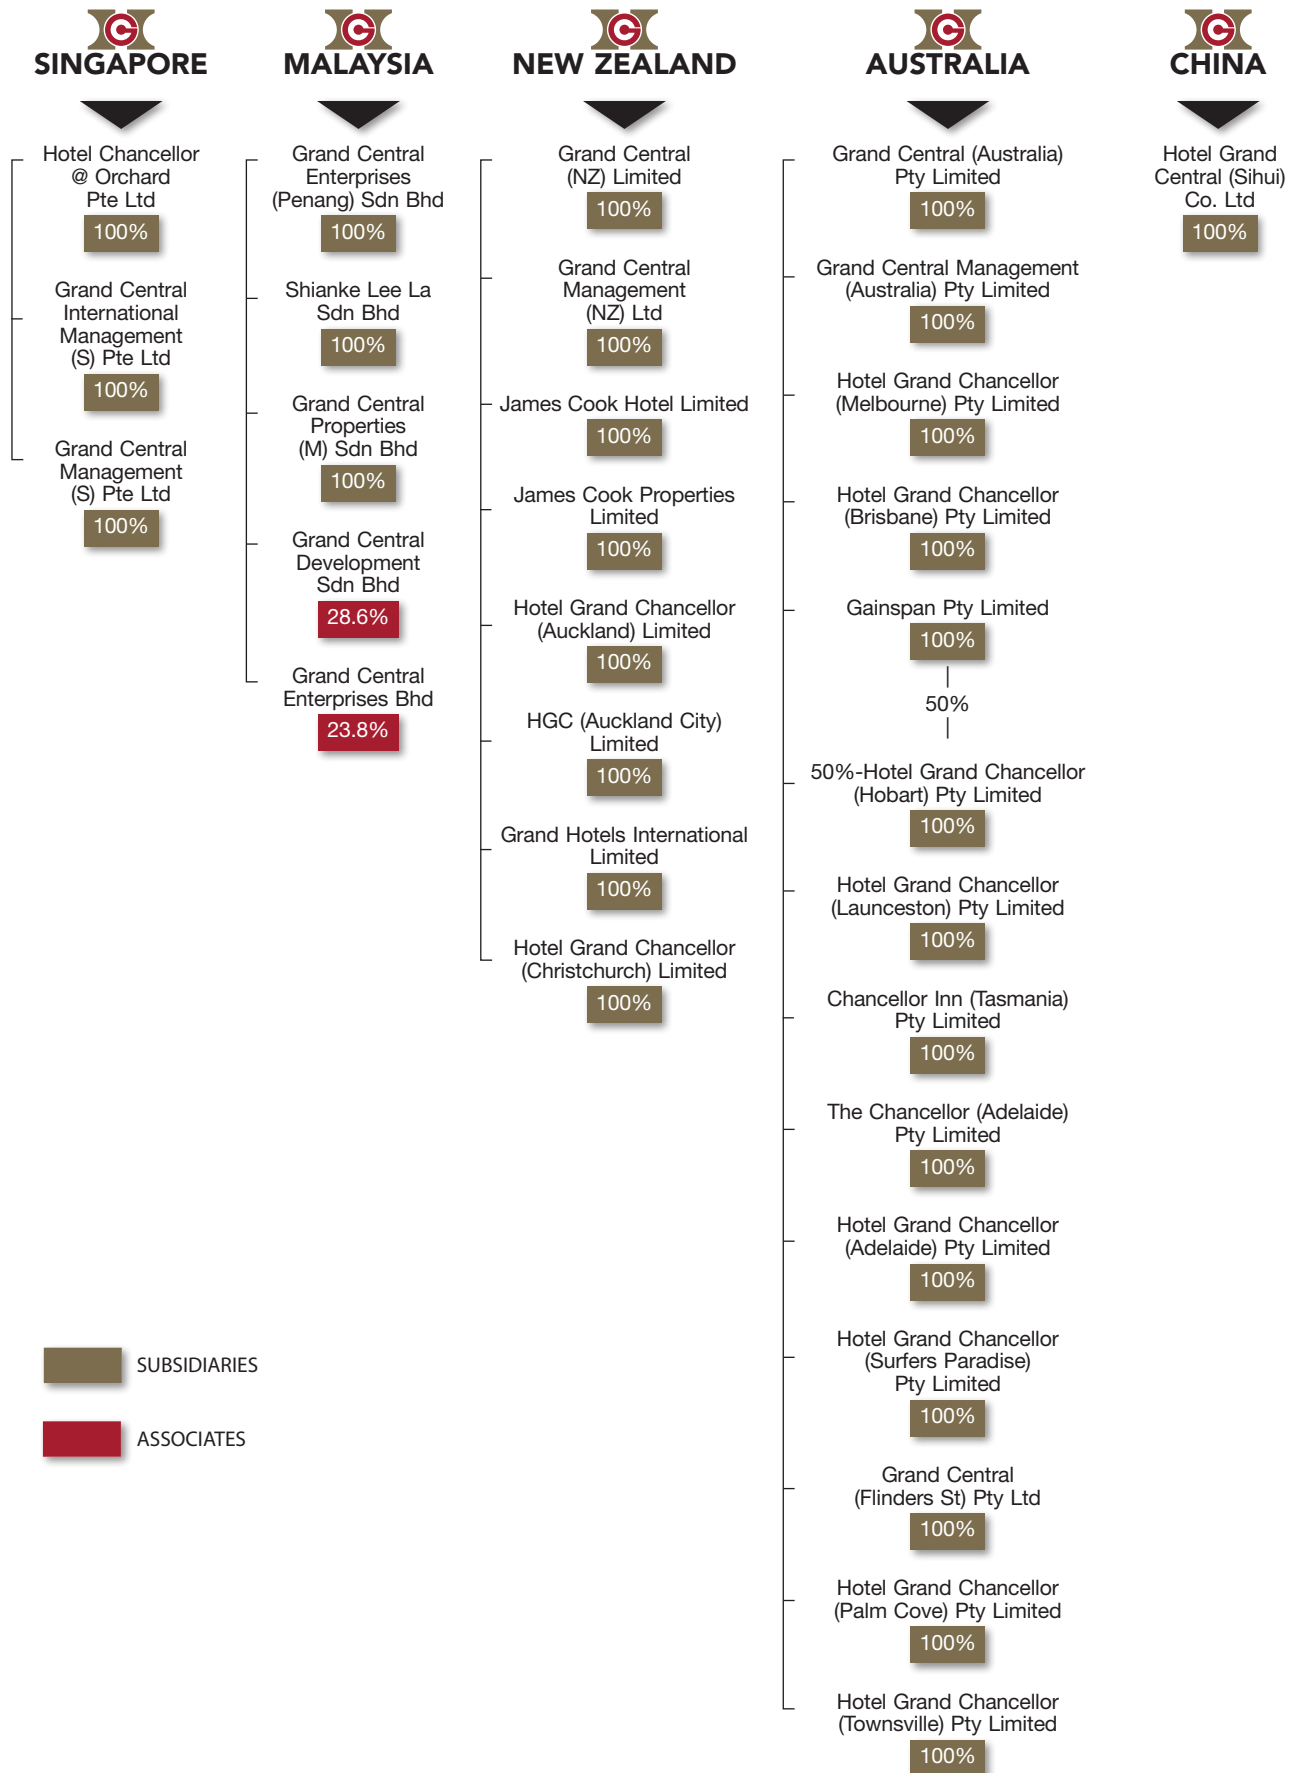 SINGAPORE
Hotel Chancellor
@ Orchard
Pte Ltd
100%
Grand Central
International
Management
(S) Pte Ltd
100%
Grand Central
Management
(S) Pte Ltd
100%
MALAYSIA
Grand Central
Enterprises
(Penang) Sdn Bhd
100%
Shianke Lee La
Sdn Bhd
100%
Grand Central
Properties
(M) Sdn Bhd
100%
Grand Central
Development
Sdn Bhd
28.6%
Grand Central
Enterprises Bhd
23.8%
NEW ZEALAND
Grand Central
(NZ) Limited
100%
Grand Central
Management
(NZ) Ltd
100%
James Cook Hotel Limited
100%
James Cook Properties
Limited
100%
Hotel Grand Chancellor
(Auckland) Limited
100%
HGC (Auckland City)
Limited
100%
Grand Hotels International
Limited
100%
Hotel Grand Chancellor
(Christchurch) Limited
100%
AUSTRALIA
Grand Central (Australia)
Pty Limited
100%
Grand Central Management
(Australia) Pty Limited
100%
Hotel Grand Chancellor
(Melbourne) Pty Limited
100%
Hotel Grand Chancellor
(Brisbane) Pty Limited
100%
Gainspan Pty Limited
100%
50%
50%-Hotel Grand Chancellor
(Hobart) Pty Limited
100%
Hotel Grand Chancellor
(Launceston) Pty Limited
100%
Chancellor Inn (Tasmania)
Pty Limited
100%
The Chancellor (Adelaide)
Pty Limited
100%
Hotel Grand Chancellor
(Adelaide) Pty Limited
100%
Hotel Grand Chancellor
(Surfers Paradise)
Pty Limited
100%
Grand Central
(Flinders St) Pty Ltd
100%
Hotel Grand Chancellor
(Palm Cove) Pty Limited
100%
Hotel Grand Chancellor
(Townsville) Pty Limited
100%
CHINA
Hotel Grand
Central (Sihui)
Co. Ltd
100%
SUBSIDIARIES
ASSOCIATES